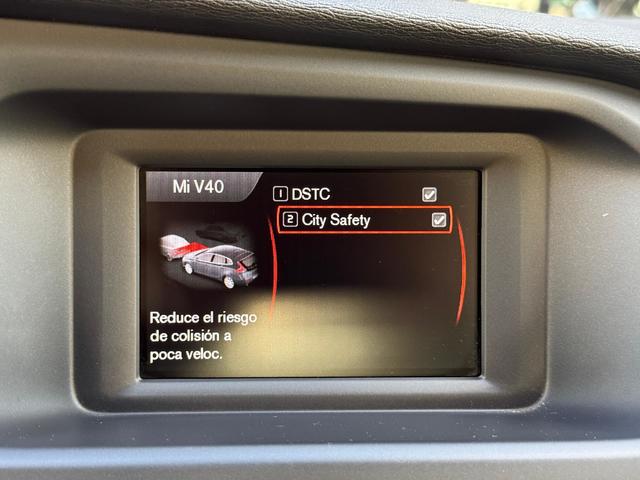 Mi V40
1 DSTC
2 City Safety
Reduce el riesgo
de colisión a
poca veloc.